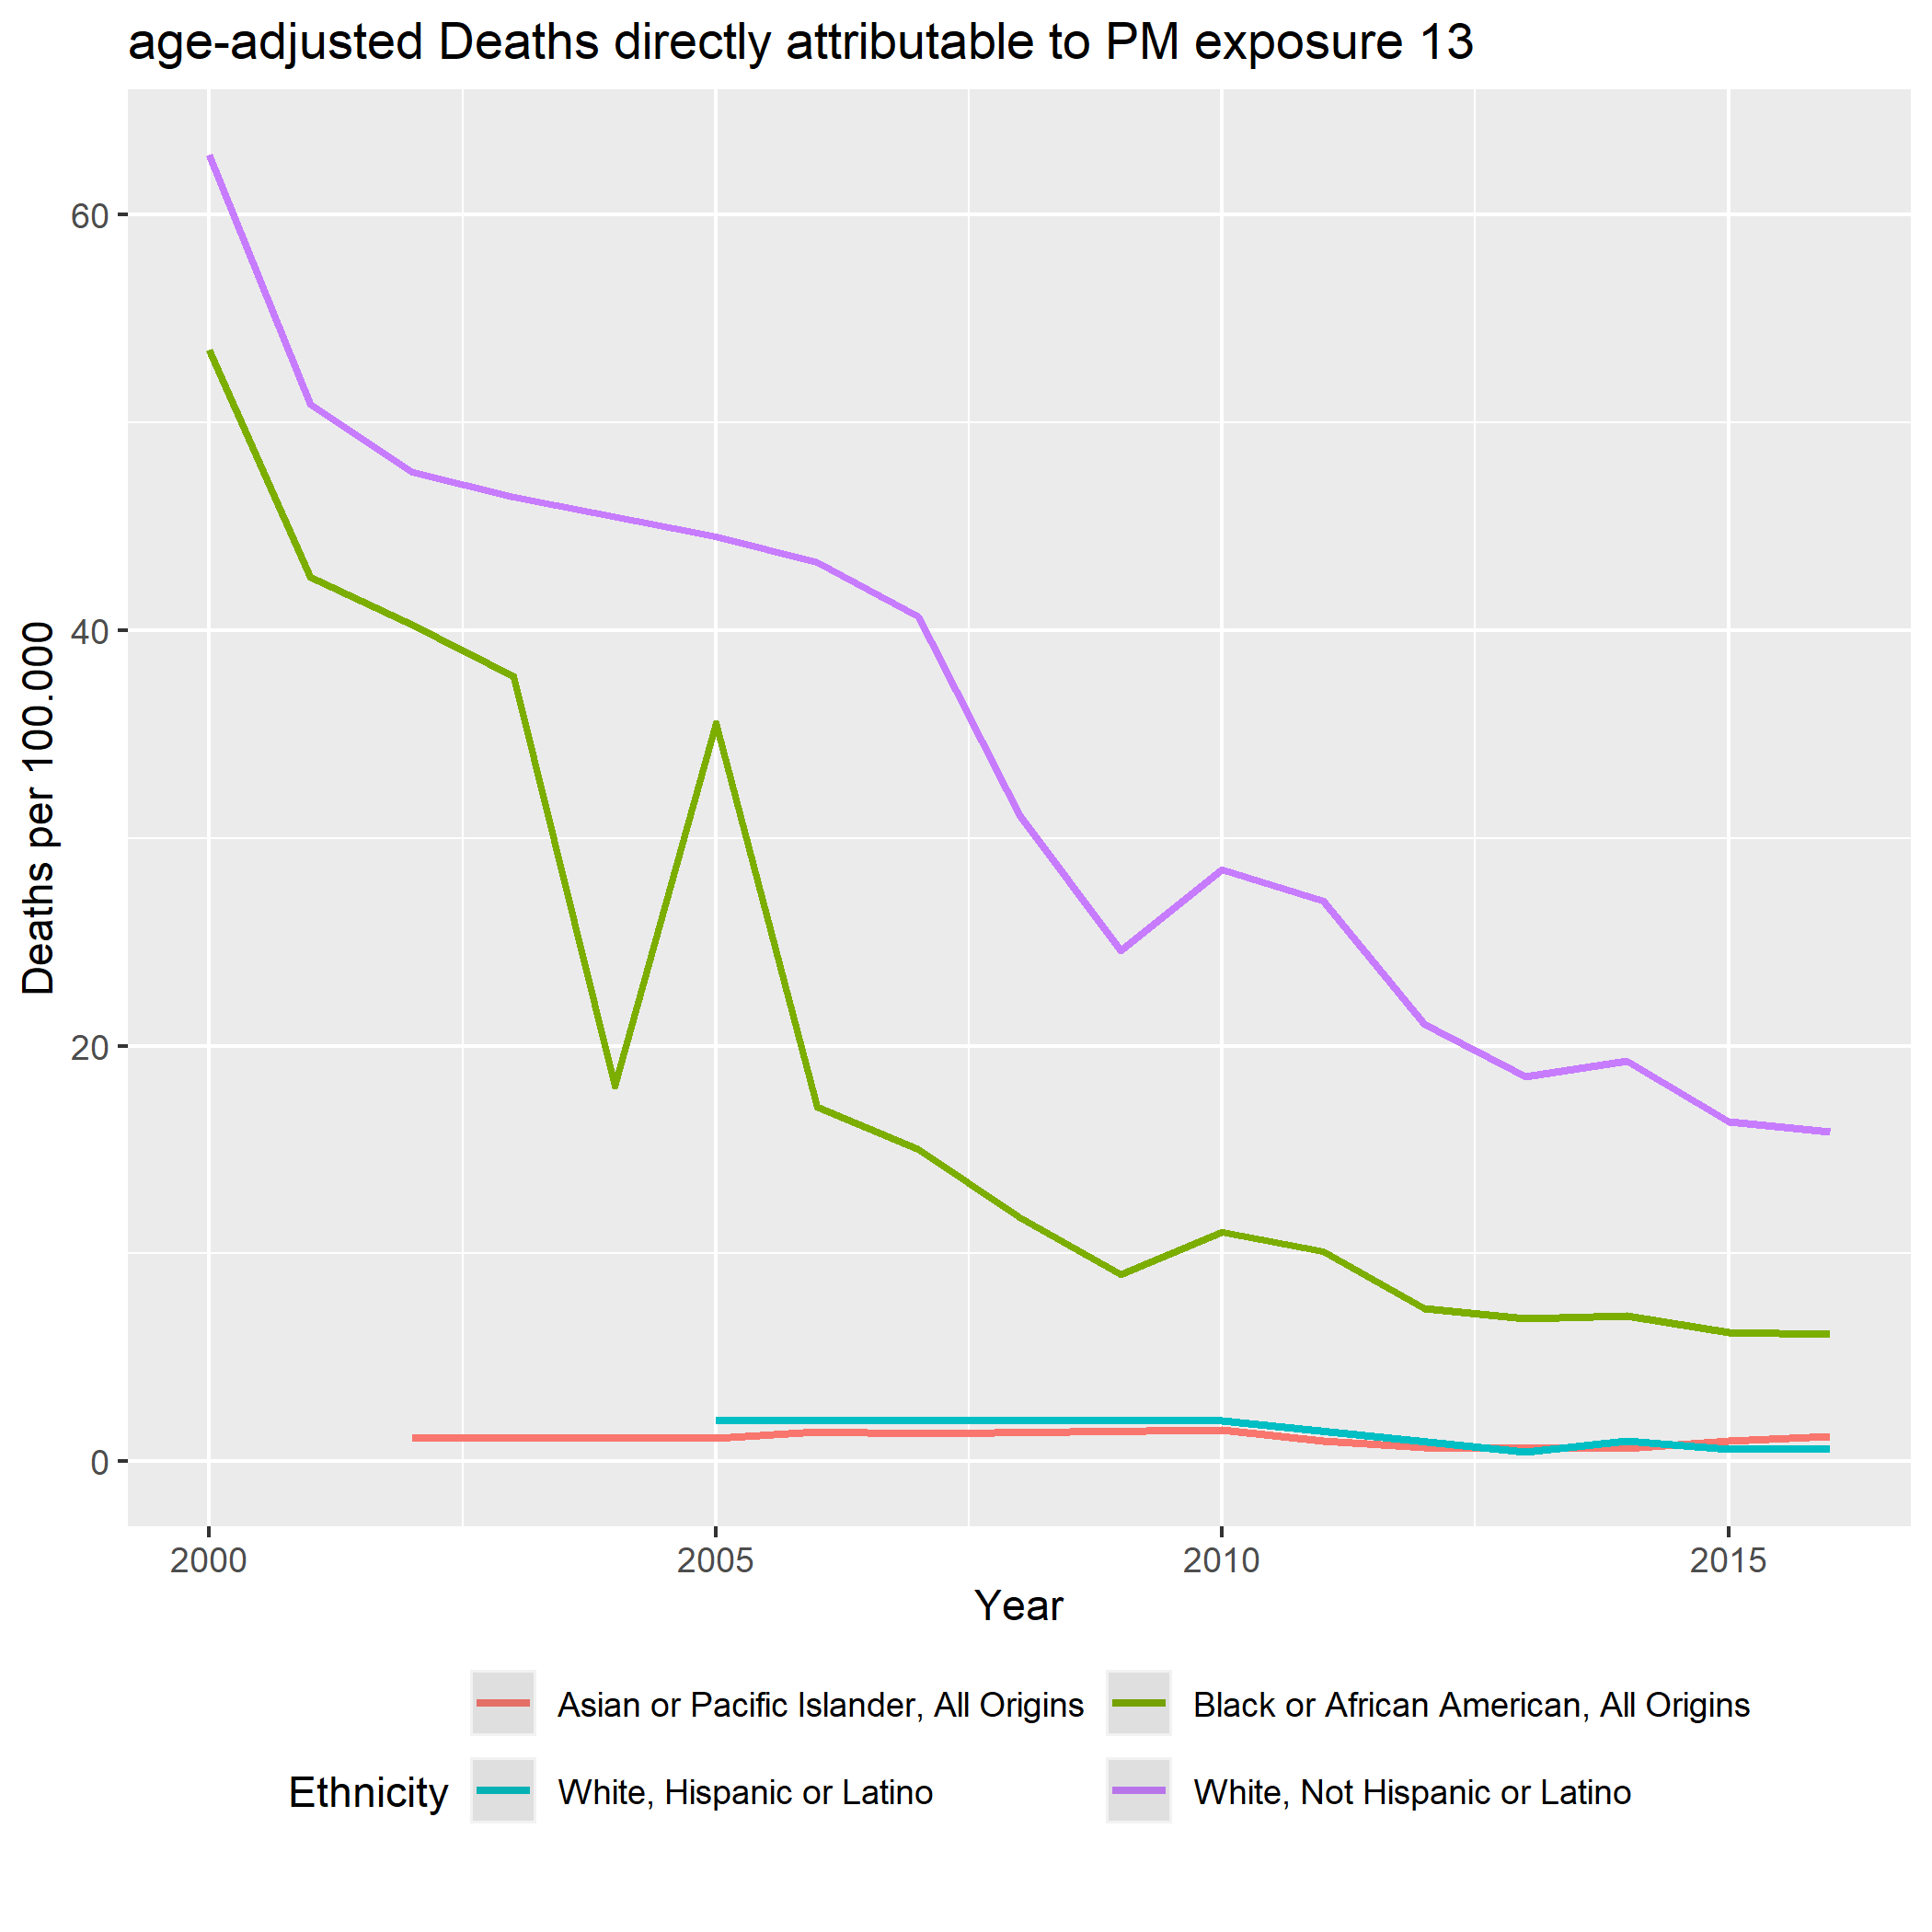 age-adjusted Deaths directly attributable to PM exposure 13
Deaths per 100.000
60
40
20
0
2000 2005 2010 2015
Year
Ethnicity
Asian or Pacific Islander, All Origins
Black or African American, All Origins
White, Hispanic or Latino
White, Not Hispanic or Latino